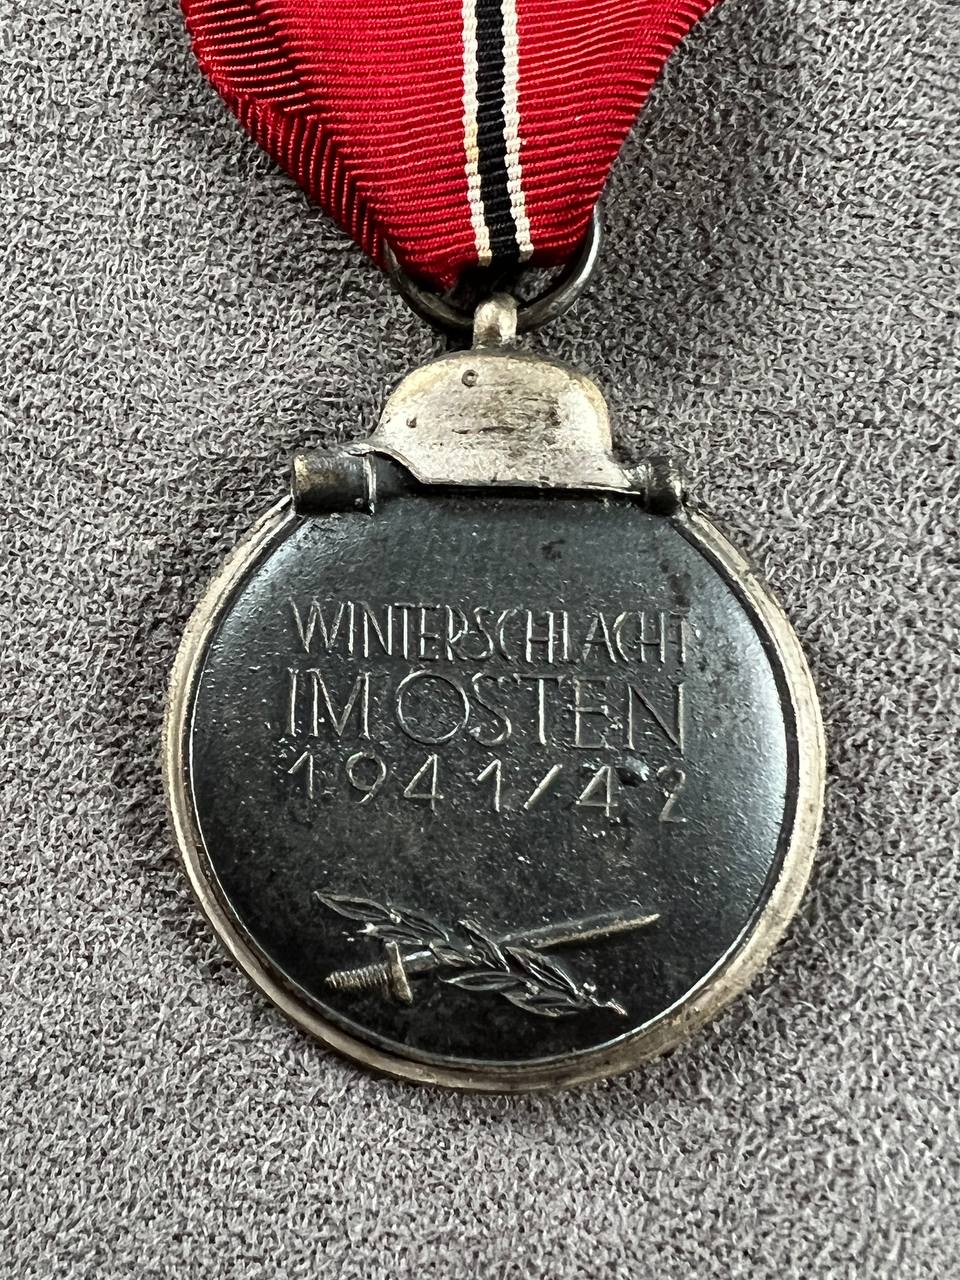 WINTERSCHLACHT
IM OSTEN
1941/42